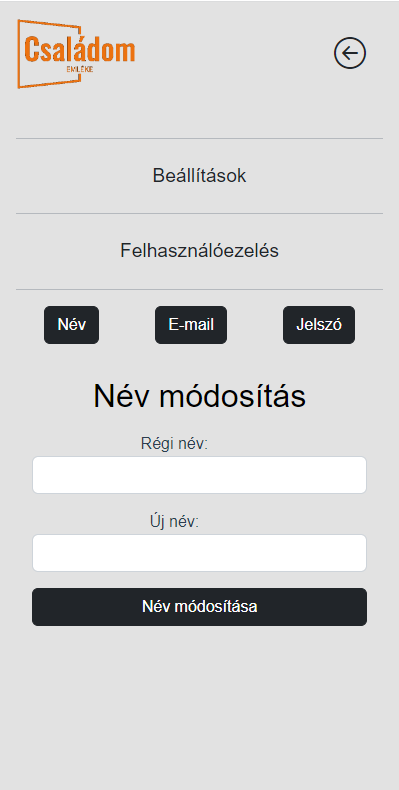 Családom
EMLÉKE
Beállítások
Felhasználóezelés
Név
E-mail
Jelszó
Név módosítás
Régi név:
Új név:
Név módosítása